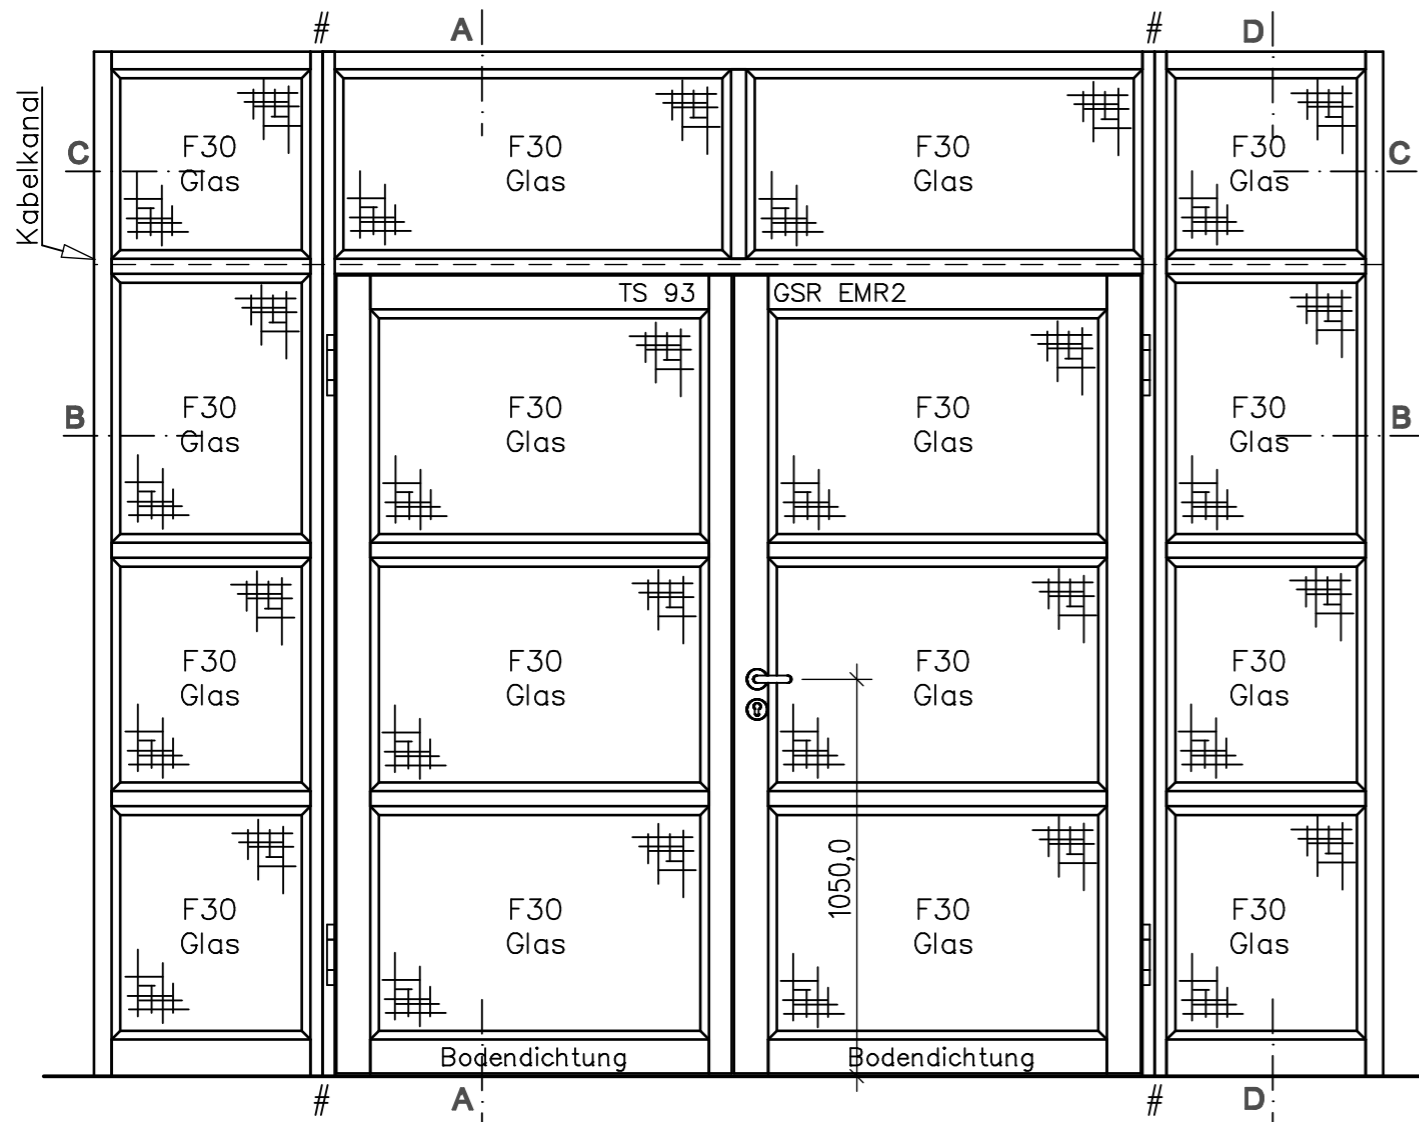 # A # D
Kabelkanal
C F30 F30 F30 F30 C
Glas Glas Glas Glas
TS 93 GSR EMR2
B F30 F30 F30 F30 B
Glas Glas Glas Glas
F30 F30 F30 F30
Glas Glas Glas Glas
1050,0
F30 F30 F30 F30
Glas Glas Glas Glas
Bodendichtung Bodendichtung
# A # D